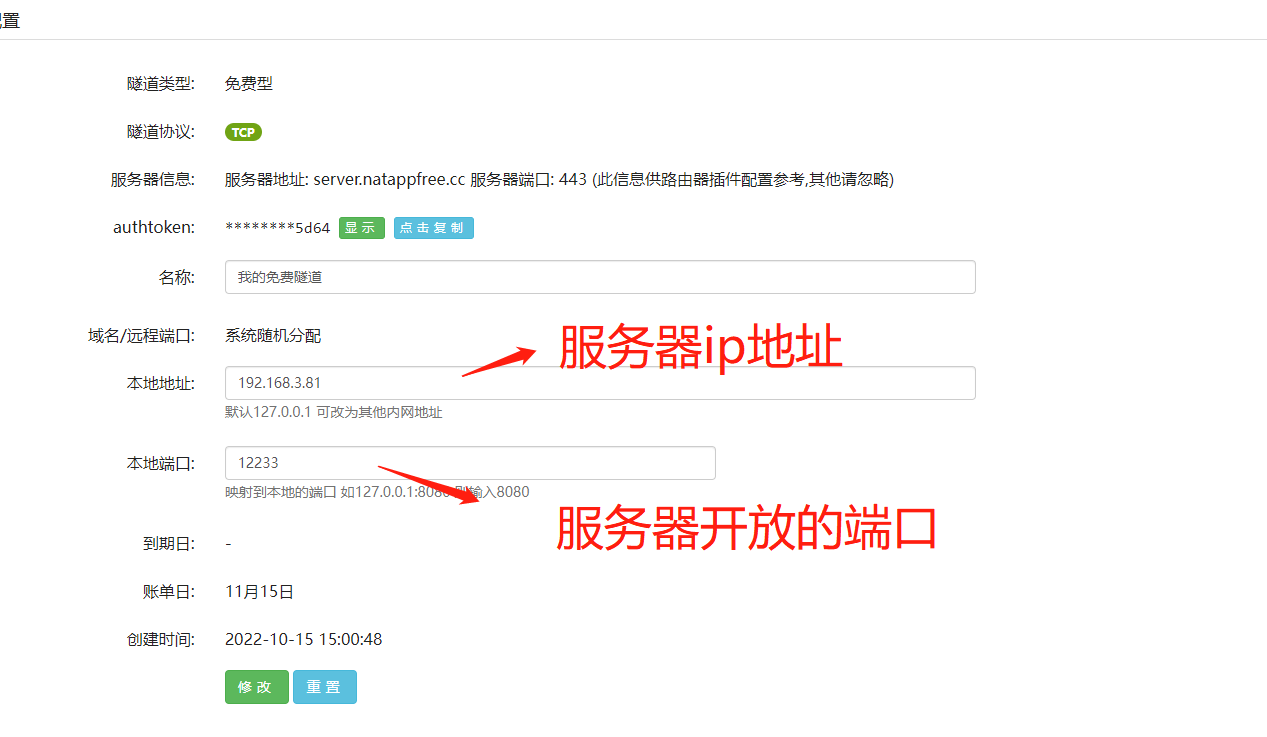 置
隧道类型: 免费型
隧道协议: TCP
服务器信息: 服务器地址: server.natappfree.cc 服务器端口: 443 (此信息供路由器插件配置参考,其他请忽略)
authtoken: ********5d64 显示 点击复制
名称: 我的免费隧道
域名/远程端口: 系统随机分配
服务器ip地址
本地地址: 192.168.3.81
默认127.0.0.1 可改为其他内网地址
本地端口: 12233
映射到本地的端口 如127.0.0.1:8080 则输入8080
服务器开放的端口
到期日: -
账单日: 11月15日
创建时间: 2022-10-15 15:00:48
修改 重置